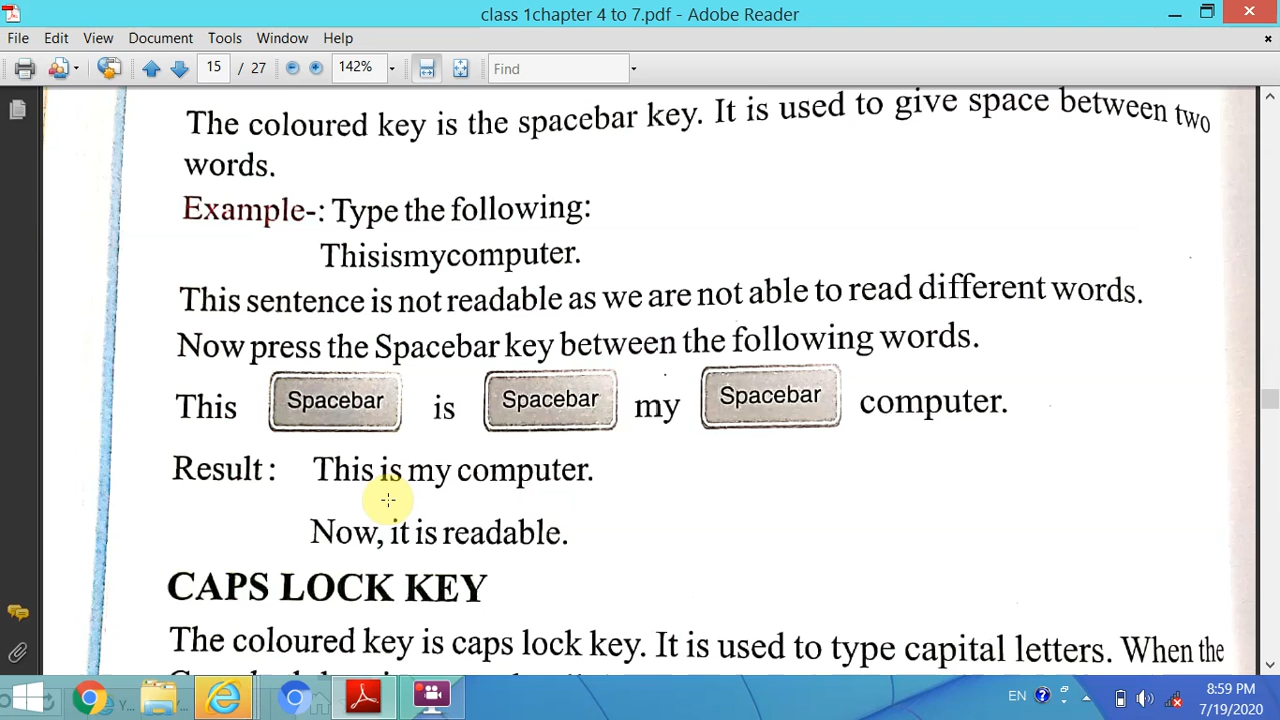 class 1chapter 4 to 7.pdf - Adobe Reader
File Edit View Document Tools Window Help
15 / 27 142% Find
The coloured key is the spacebar key. It is used to give space between two
words.
Example-: Type the following:
Thisismycomputer.
This sentence is not readable as we are not able to read different words.
Now press the Spacebar key between the following words.
This Spacebar is Spacebar my Spacebar computer.
Result: This is my computer.
Now, it is readable.
CAPS LOCK KEY
The coloured key is caps lock key. It is used to type capital letters. When the
EN 8:59 PM
7/19/2020